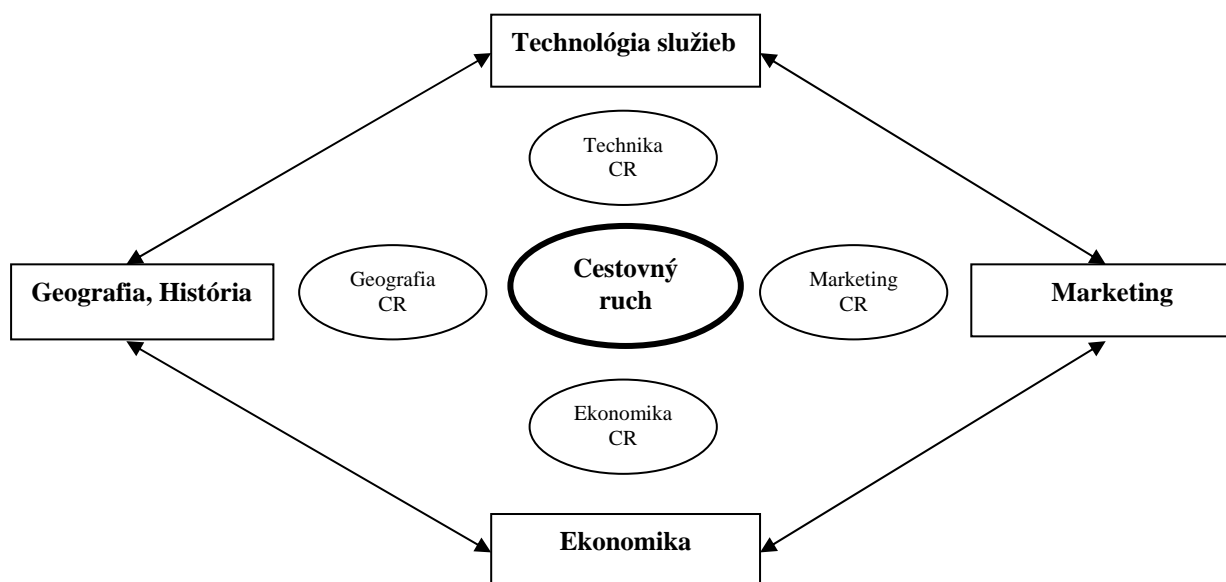 Technológia služieb
Technika
CR
Geografia, História
Geografia
CR
Cestovný
ruch
Marketing
CR
Marketing
Ekonomika
CR
Ekonomika